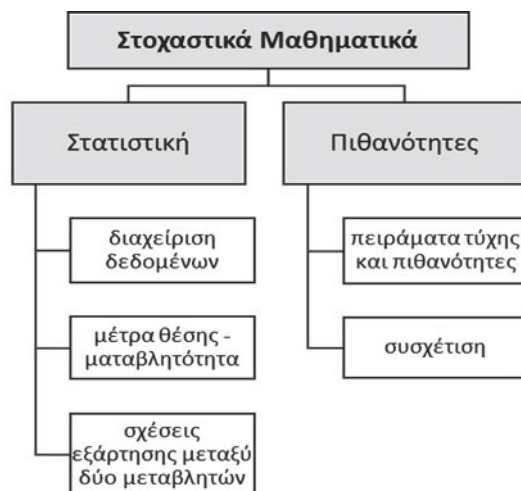 Στοχαστικά Μαθηματικά
Στατιστική
διαχείριση
δεδομένων
μέτρα θέσης -
ματαβλητότητα
σχέσεις
εξάρτησης μεταξύ
δύο μεταβλητών
Πιθανότητες
πειράματα τύχης
και πιθανότητες
συσχέτιση